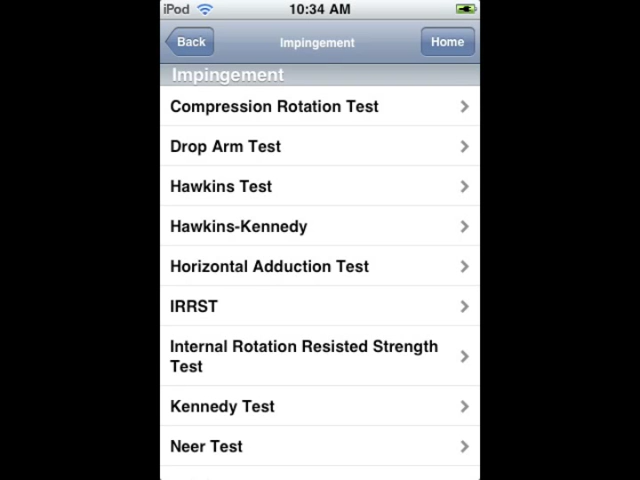 iPod 10:34 AM
Back Impingement Home
Impingement
Compression Rotation Test
Drop Arm Test
Hawkins Test
Hawkins-Kennedy
Horizontal Adduction Test
IRRST
Internal Rotation Resisted Strength
Test
Kennedy Test
Neer Test